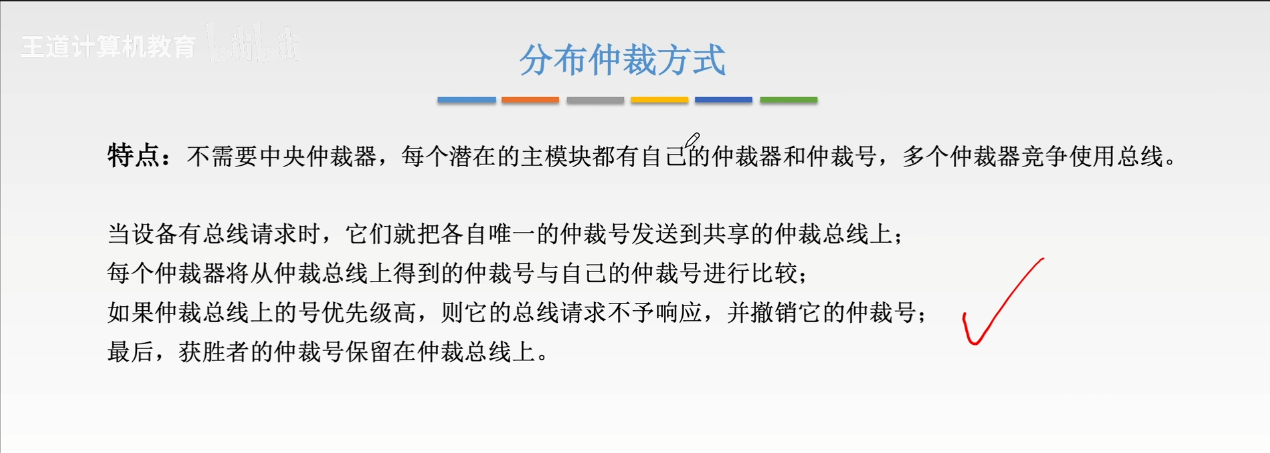 王道计算机教育
分布仲裁方式
特点：不需要中央仲裁器，每个潜在的主模块都有自己的仲裁器和仲裁号，多个仲裁器竞争使用总线。
当设备有总线请求时，它们就把各自唯一的仲裁号发送到共享的仲裁总线上；
每个仲裁器将从仲裁总线上得到的仲裁号与自己的仲裁号进行比较；
如果仲裁总线上的号优先级高，则它的总线请求不予响应，并撤销它的仲裁号；
最后，获胜者的仲裁号保留在仲裁总线上。